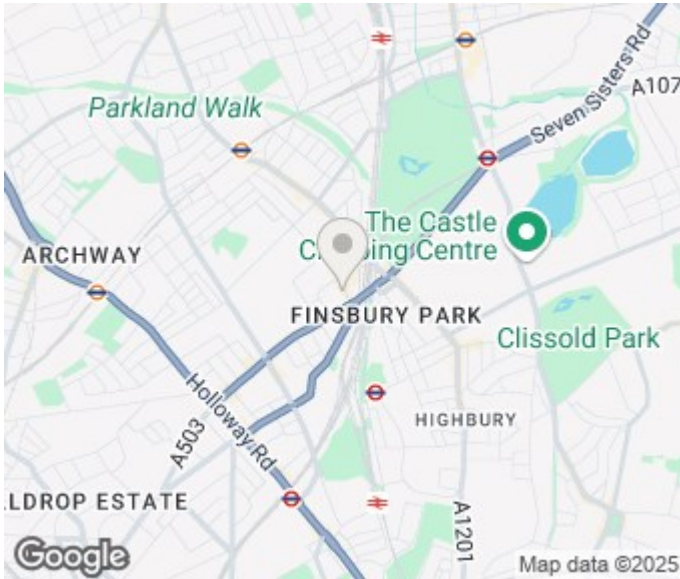 Seven Sisters Rd
A107
Parkland Walk
The Castle
Climbing Centre
ARCHWAY
FINSBURY PARK
Clissold Park
Holloway Rd
A503
HIGHBURY
LLDROP ESTATE
A1201
Google
Map data ©2025